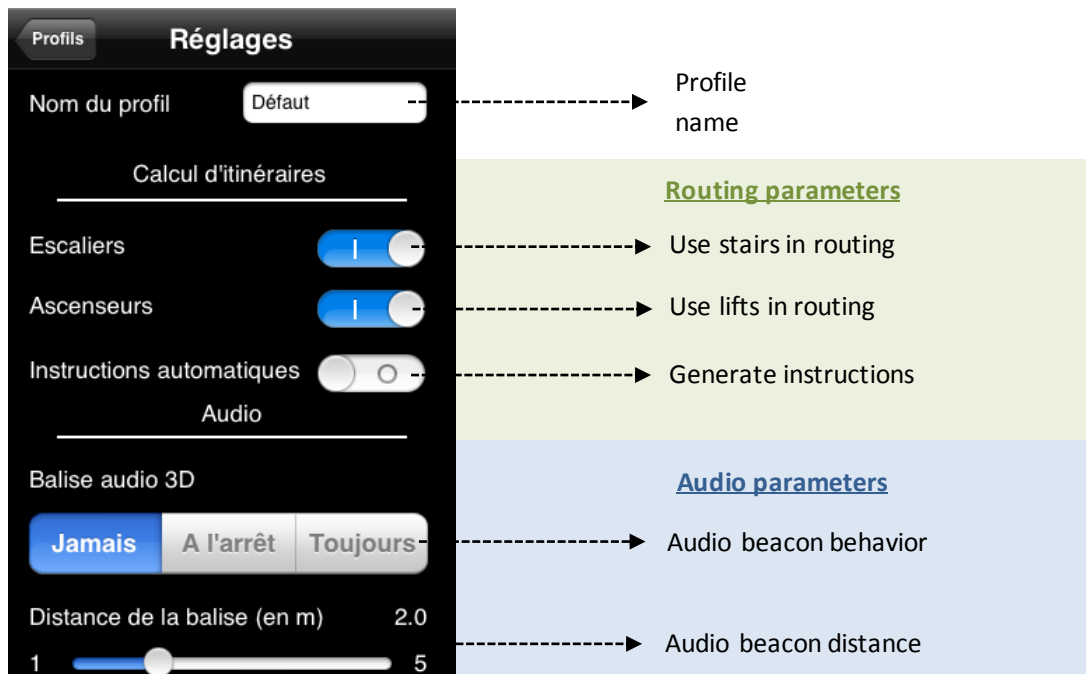 Profils
Réglages
Nom du profil
Défaut
Profile
name
Calcul d'itinéraires
Routing parameters
Escaliers
Use stairs in routing
Ascenseurs
Use lifts in routing
Instructions automatiques
Generate instructions
Audio
Balise audio 3D
Audio parameters
Jamais
A l'arrêt
Toujours
Audio beacon behavior
Distance de la balise (en m)
2.0
Audio beacon distance
1
5